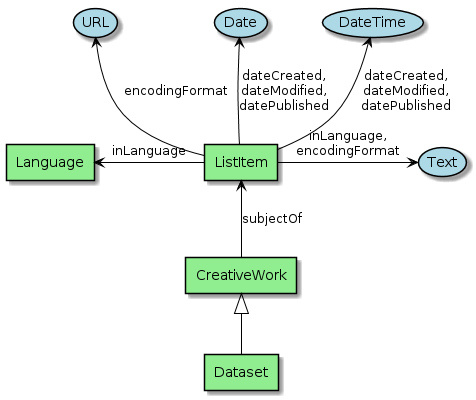 URL
Date
DateTime
encodingFormat
dateCreated,
dateModified,
datePublished
dateCreated,
dateModified,
datePublished
Language
inLanguage
ListItem
inLanguage,
encodingFormat
Text
subjectOf
CreativeWork
Dataset